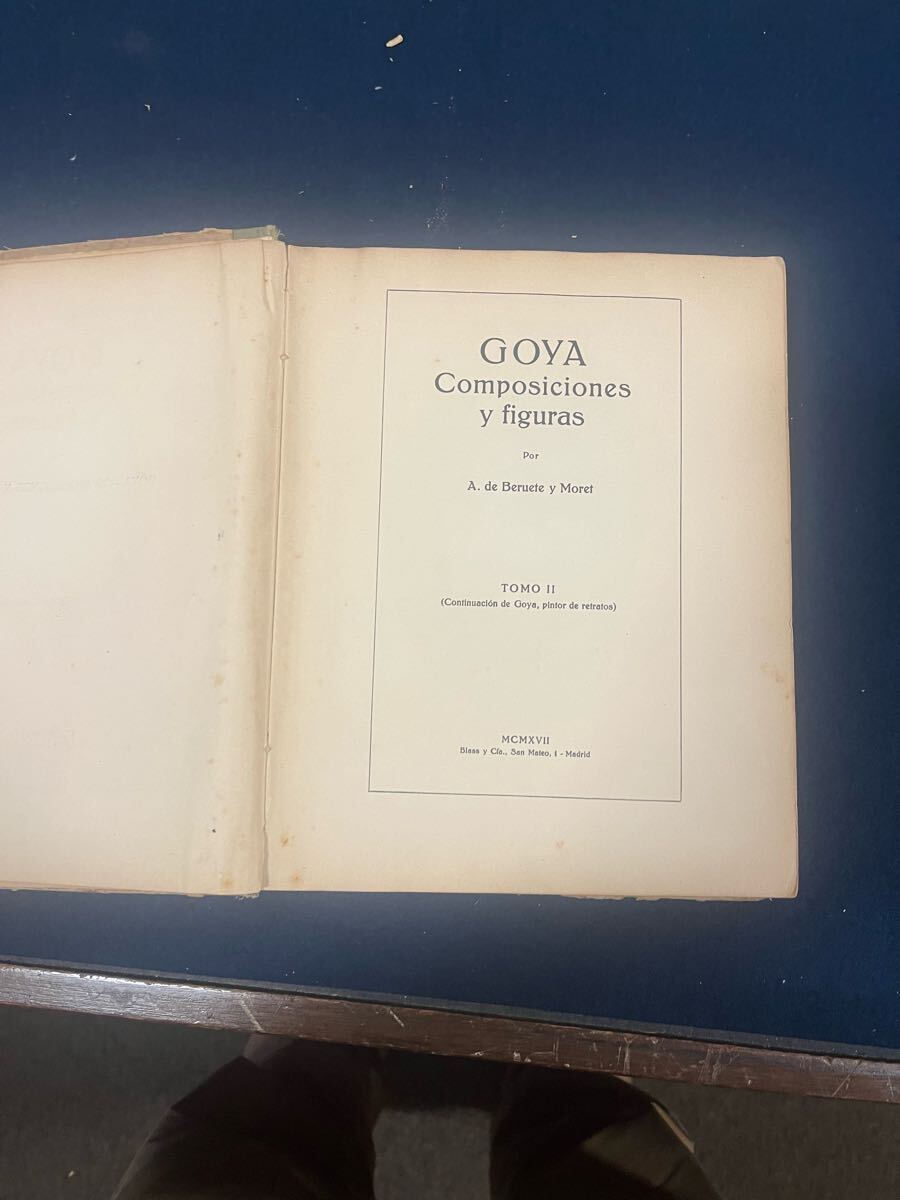 GOYA
Composiciones
y figuras
Por
A. de Beruete y Moret
TOMO II
(Continuación de Goya, pintor de retratos)
MCMXVII
Blass y Cía., San Mateo, 1 - Madrid